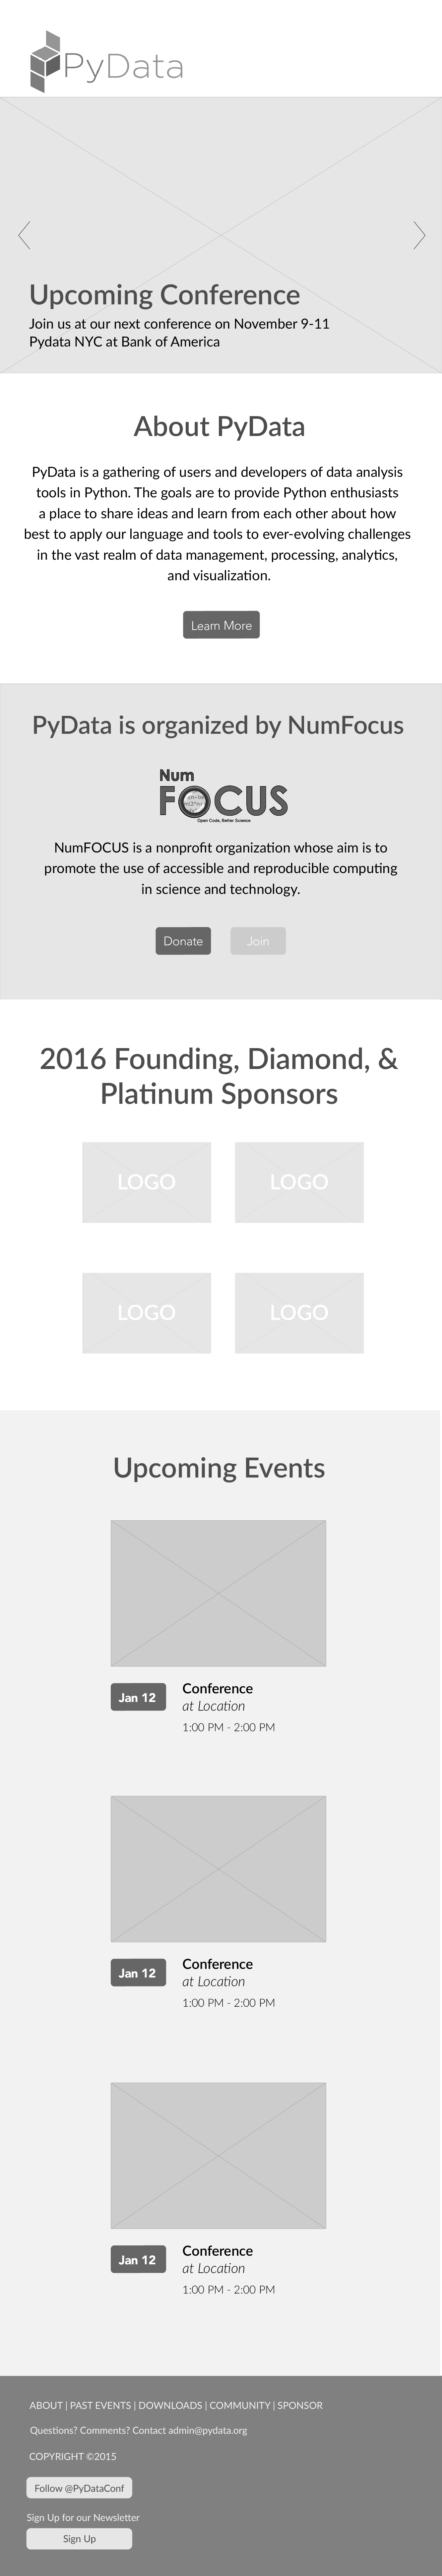 PyData
Upcoming Conference
Join us at our next conference on November 9-11
Pydata NYC at Bank of America
About PyData
PyData is a gathering of users and developers of data analysis
tools in Python. The goals are to provide Python enthusiasts
a place to share ideas and learn from each other about how
best to apply our language and tools to ever-evolving challenges
in the vast realm of data management, processing, analytics,
and visualization.
Learn More
PyData is organized by NumFocus
Num
FOCUS
Open Code, Better Science
NumFOCUS is a nonprofit organization whose aim is to
promote the use of accessible and reproducible computing
in science and technology.
Donate Join
2016 Founding, Diamond, &
Platinum Sponsors
LOGO LOGO
LOGO LOGO
Upcoming Events
Jan 12 Conference
at Location
1:00 PM - 2:00 PM
Jan 12 Conference
at Location
1:00 PM - 2:00 PM
Jan 12 Conference
at Location
1:00 PM - 2:00 PM
ABOUT | PAST EVENTS | DOWNLOADS | COMMUNITY | SPONSOR
Questions? Comments? Contact admin@pydata.org
COPYRIGHT ©2015
Follow @PyDataConf
Sign Up for our Newsletter
Sign Up